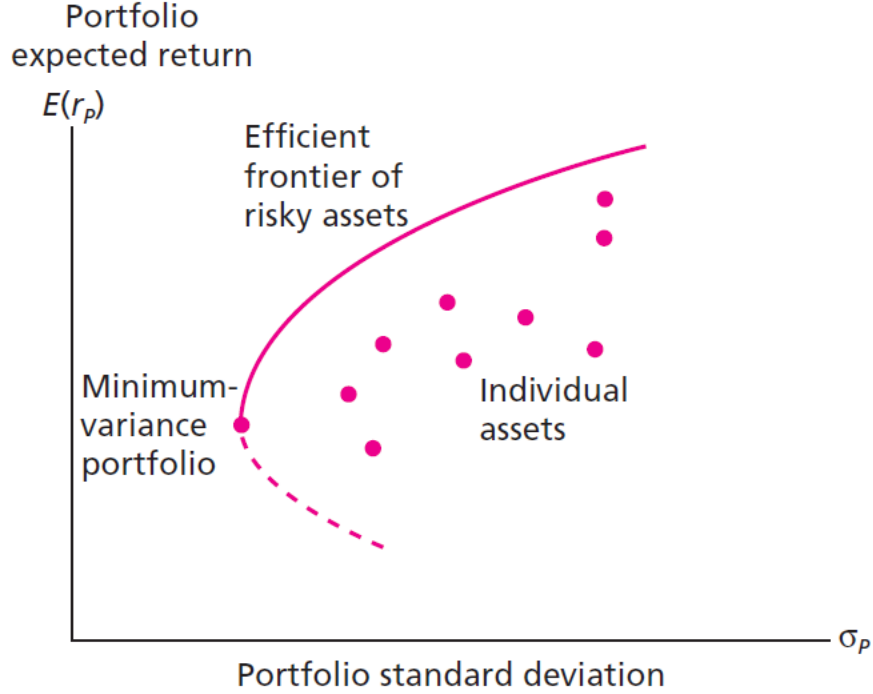 Portfolio
expected return
E(rP)
Efficient
frontier of
risky assets
Minimum-
variance
portfolio
Individual
assets
σP
Portfolio standard deviation